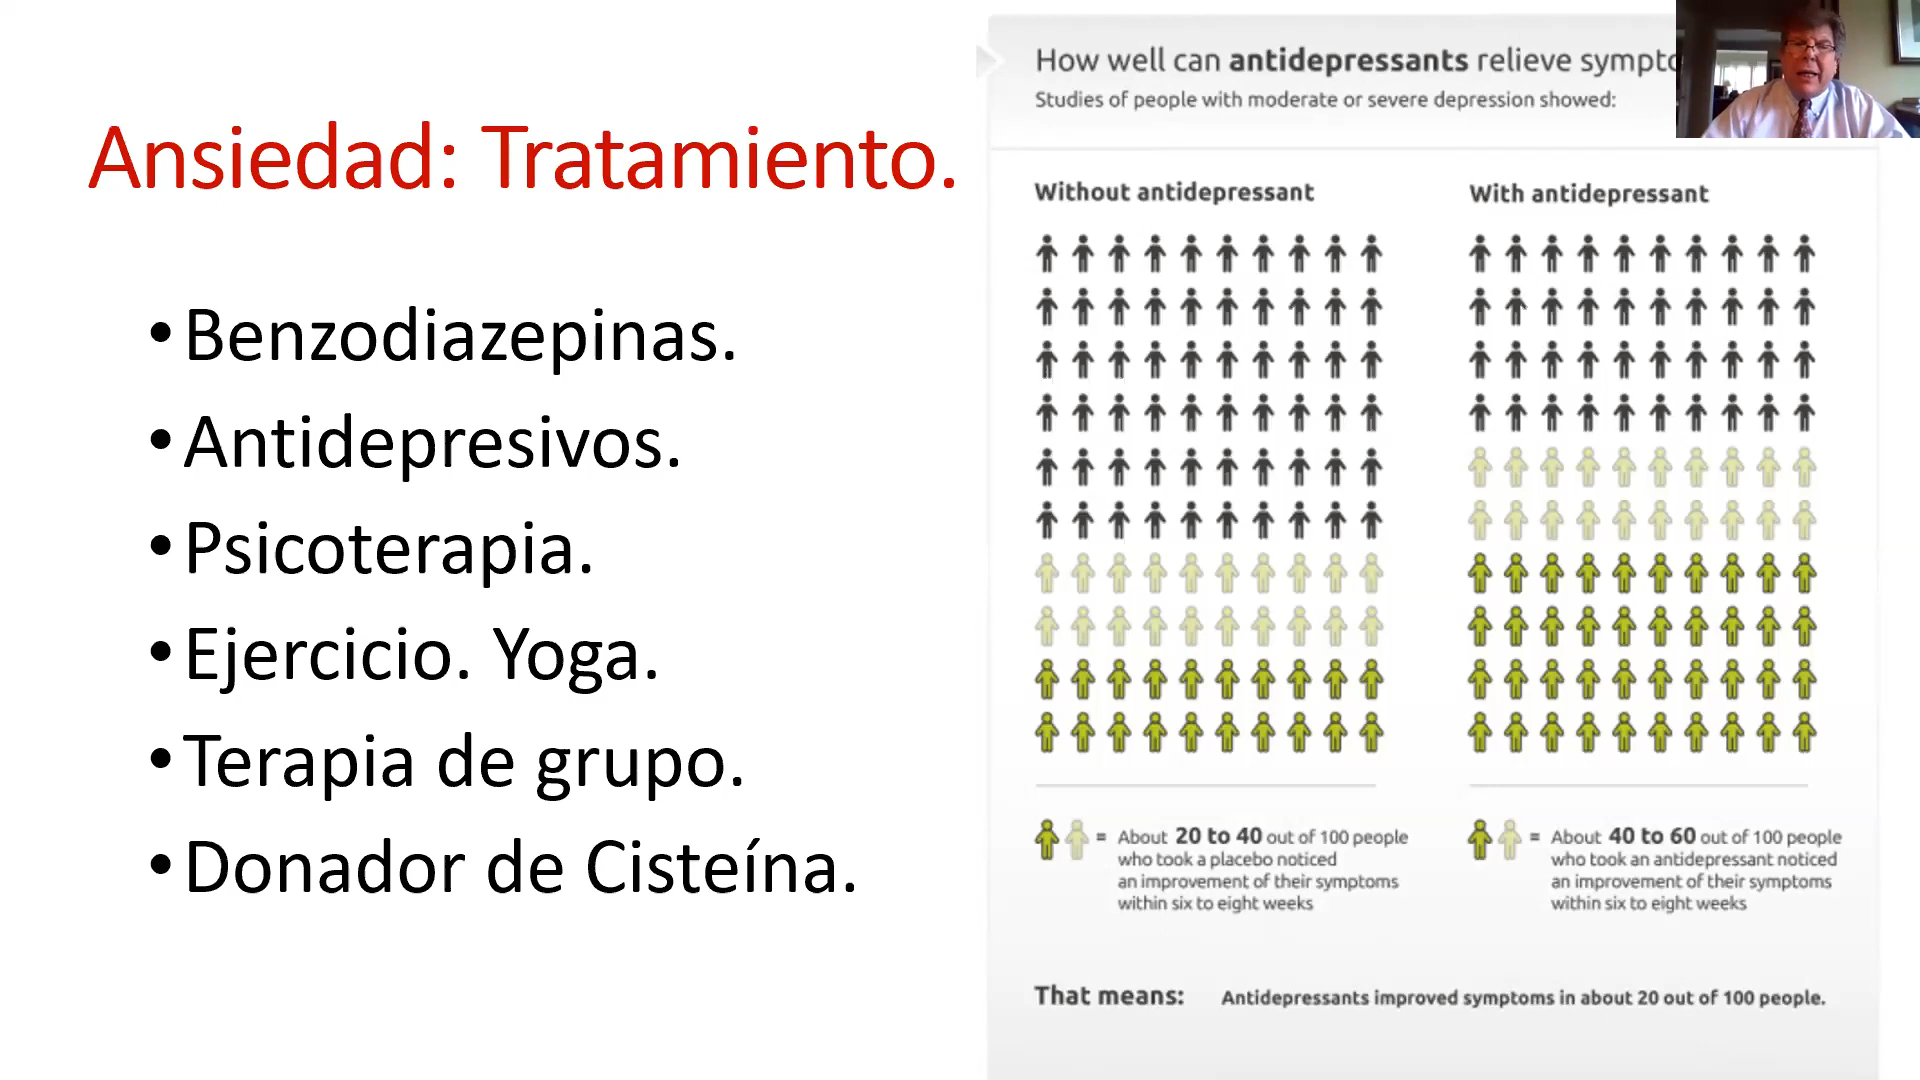 Ansiedad: Tratamiento.
•Benzodiazepinas.
•Antidepresivos.
•Psicoterapia.
•Ejercicio. Yoga.
•Terapia de grupo.
•Donador de Cisteína.
How well can antidepressants relieve
Studies of people with moderate or severe depression showed:
Without antidepressant
= About 20 to 40 out of 100 people
who took a placebo noticed
an improvement of their symptoms
within six to eight weeks
With antidepressant
= About 40 to 60 out of 100 people
who took an antidepressant noticed
an improvement of their symptoms
within six to eight weeks
That means: Antidepressants improved symptoms in about 20 out of 100 people.